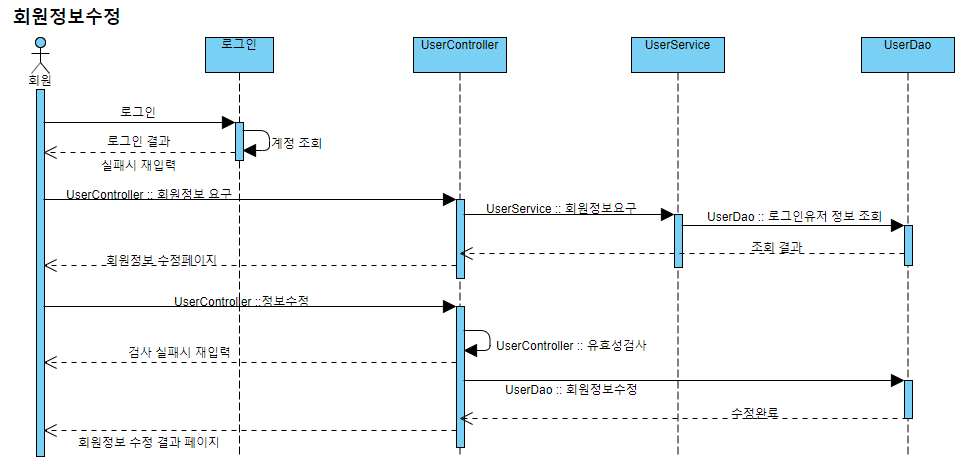 회원정보수정
회원
로그인
UserController
UserService
UserDao
로그인
계정 조회
로그인 결과
실패시 재입력
UserController :: 회원정보 요구
UserService :: 회원정보요구
UserDao :: 로그인유저 정보 조회
조회 결과
회원정보 수정페이지
UserController ::정보수정
UserController :: 유효성검사
검사 실패시 재입력
UserDao :: 회원정보수정
수정완료
회원정보 수정 결과 페이지